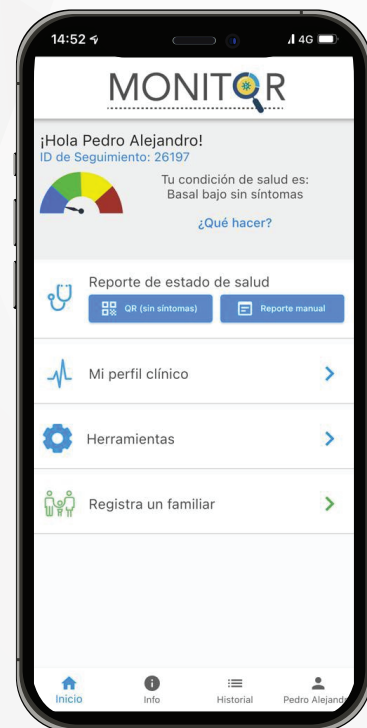 14:52
4G
MONITOR
¡Hola Pedro Alejandro!
ID de Seguimiento: 26197
Tu condición de salud es:
Basal bajo sin síntomas
¿Qué hacer?
Reporte de estado de salud
QR (sin síntomas)
Reporte manual
Mi perfil clínico
Herramientas
Registra un familiar
Inicio
Info
Historial
Pedro Alejandr